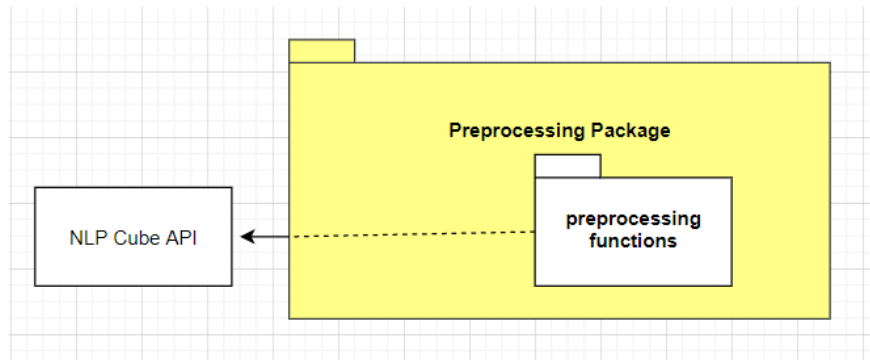 Preprocessing Package
NLP Cube API
preprocessing
functions